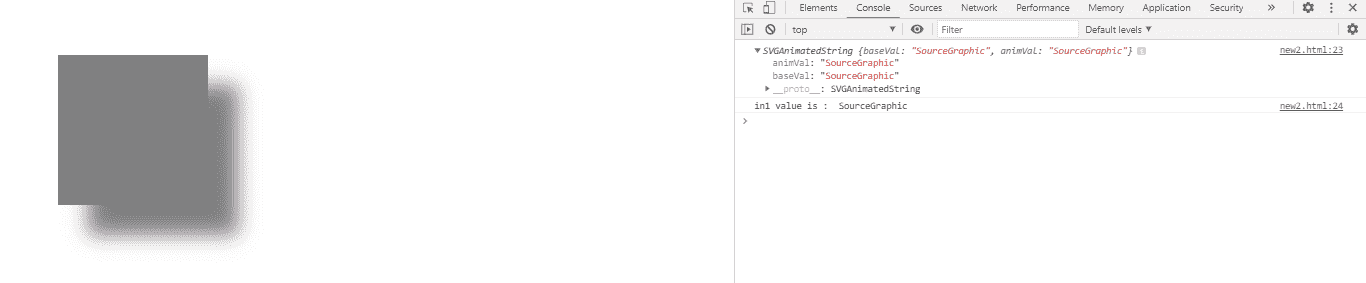 Elements Console Sources Network Performance Memory Application Security »
top ▼ Filter Default levels ▼
▼SVGAnimatedString {baseVal: "SourceGraphic", animVal: "SourceGraphic"} i new2.html:23
animVal: "SourceGraphic"
baseVal: "SourceGraphic"
▶__proto__: SVGAnimatedString
in1 value is :  SourceGraphic new2.html:24
>